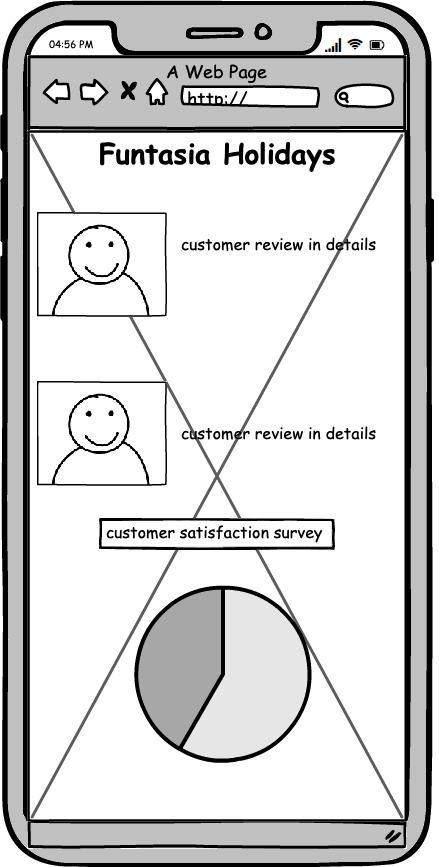 04:56 PM
A Web Page
http://
Funtasia Holidays
customer review in details
customer review in details
customer satisfaction survey